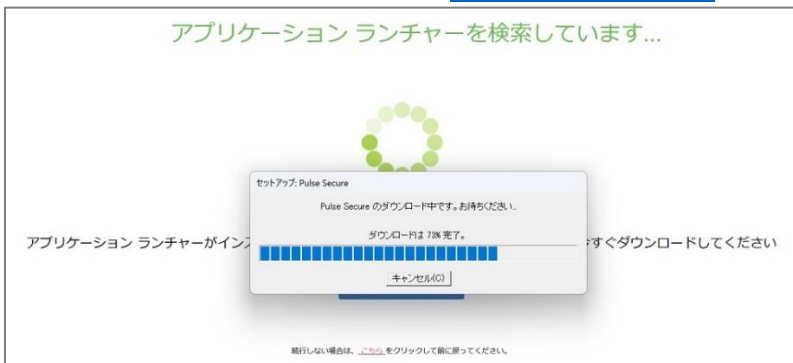 アプリケーション ランチャーを検索しています...
セットアップ: Pulse Secure
Pulse Secure のダウンロード中です。お待ちください...
ダウンロードは 73% 完了。
アプリケーション ランチャーがイン
すぐダウンロードしてください
キャンセル(C)
続行しない場合は、こちら をクリックして前に戻ってください。